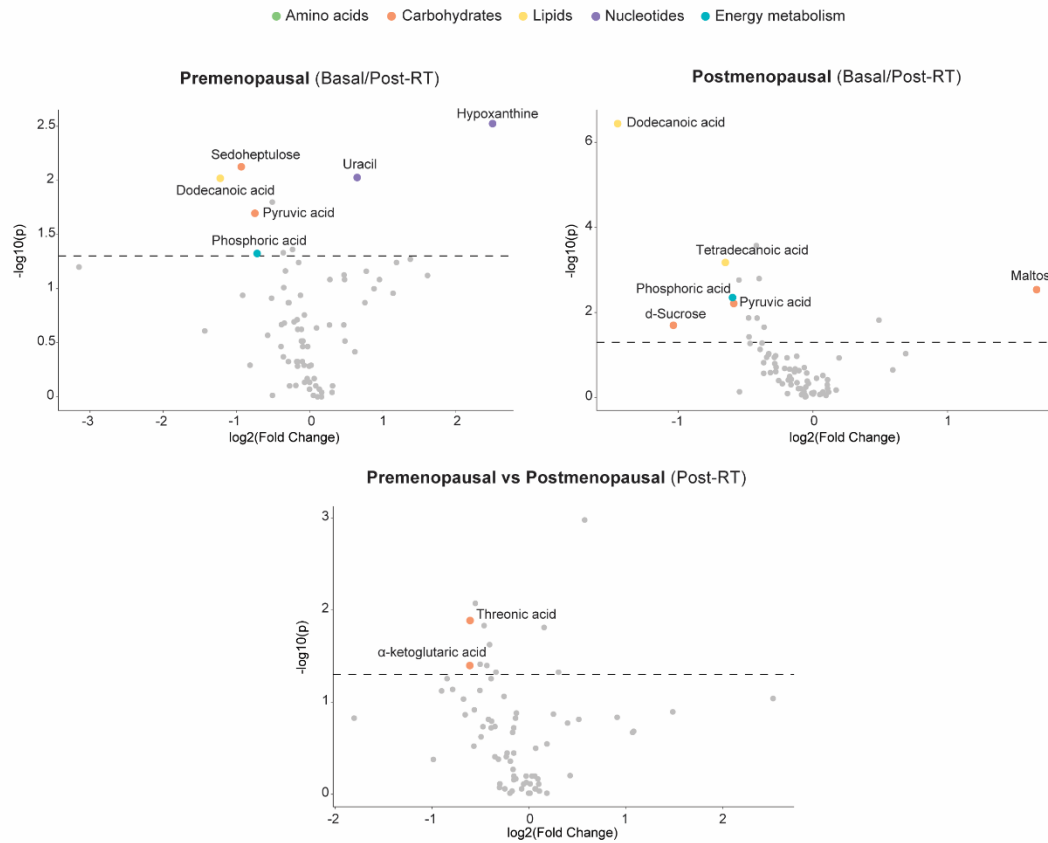 Amino acids Carbohydrates Lipids Nucleotides Energy metabolism
Premenopausal (Basal/Post-RT)
2.5
2
1.5
1
0.5
0
-log10(p)
Hypoxanthine
Sedoheptulose
Uracil
Dodecanoic acid
Pyruvic acid
Phosphoric acid
-3 -2 -1 0 1 2
log2(Fold Change)
Postmenopausal (Basal/Post-RT)
6
4
2
0
-log10(p)
Dodecanoic acid
Tetradecanoic acid
Maltos
Phosphoric acid
Pyruvic acid
d-Sucrose
-1 0 1
log2(Fold Change)
Premenopausal vs Postmenopausal (Post-RT)
3
2
1
0
-log10(p)
Threonic acid
α-ketoglutaric acid
-2 -1 0 1 2
log2(Fold Change)